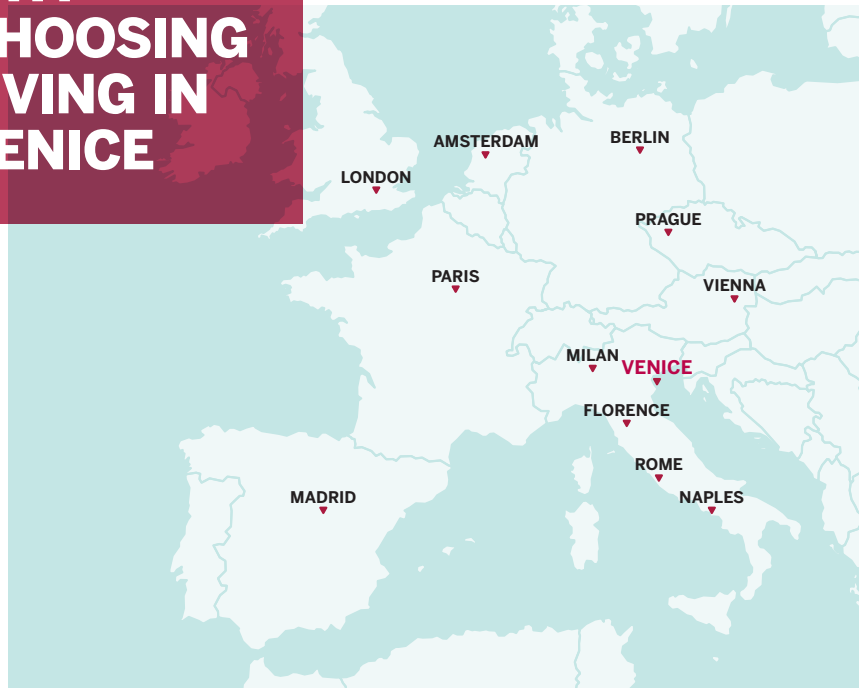 HOOSING
VING IN
ENICE
AMSTERDAM
BERLIN
LONDON
PRAGUE
PARIS
VIENNA
MILAN
VENICE
FLORENCE
ROME
MADRID
NAPLES